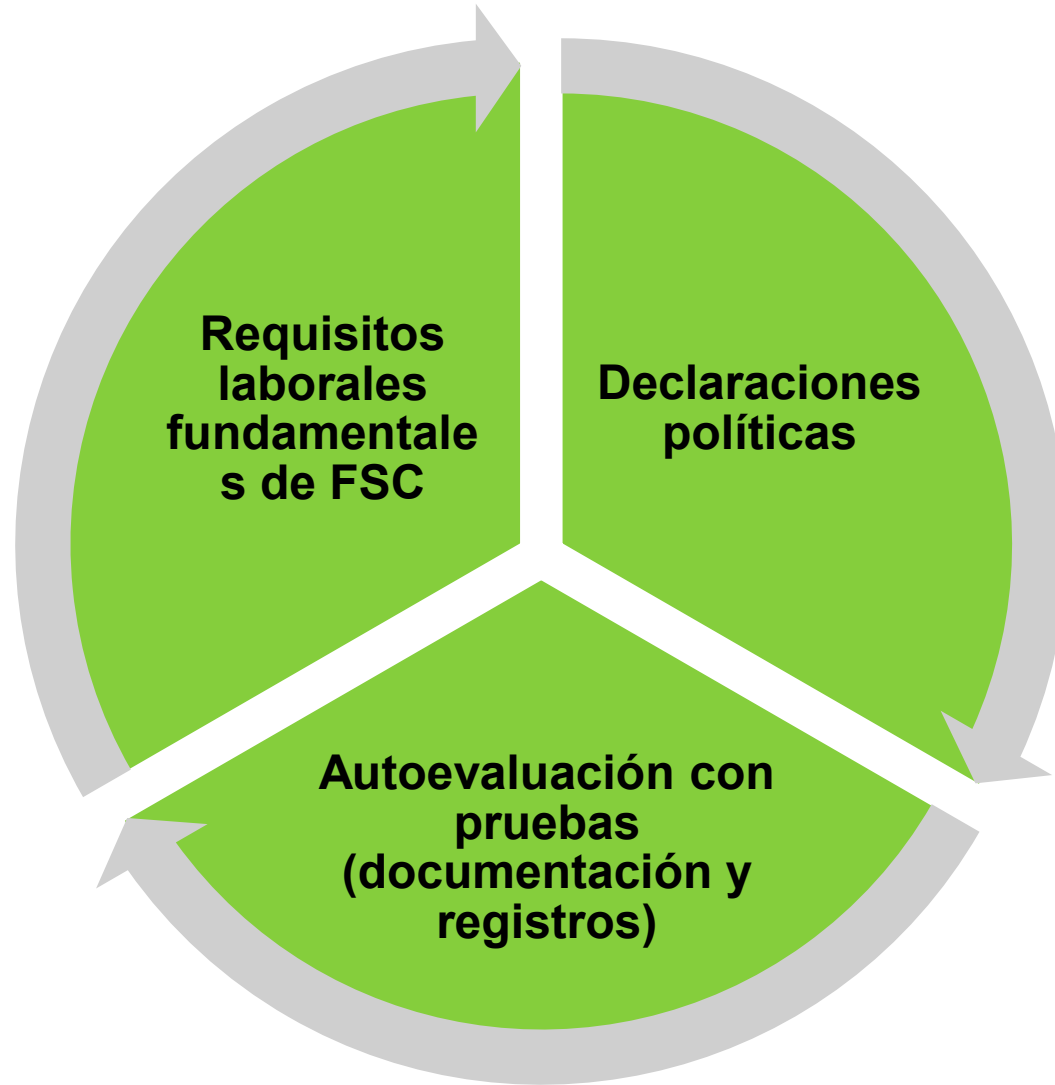 Requisitos
laborales
fundamentale
s de FSC
Declaraciones
políticas
Autoevaluación con
pruebas
(documentación y
registros)